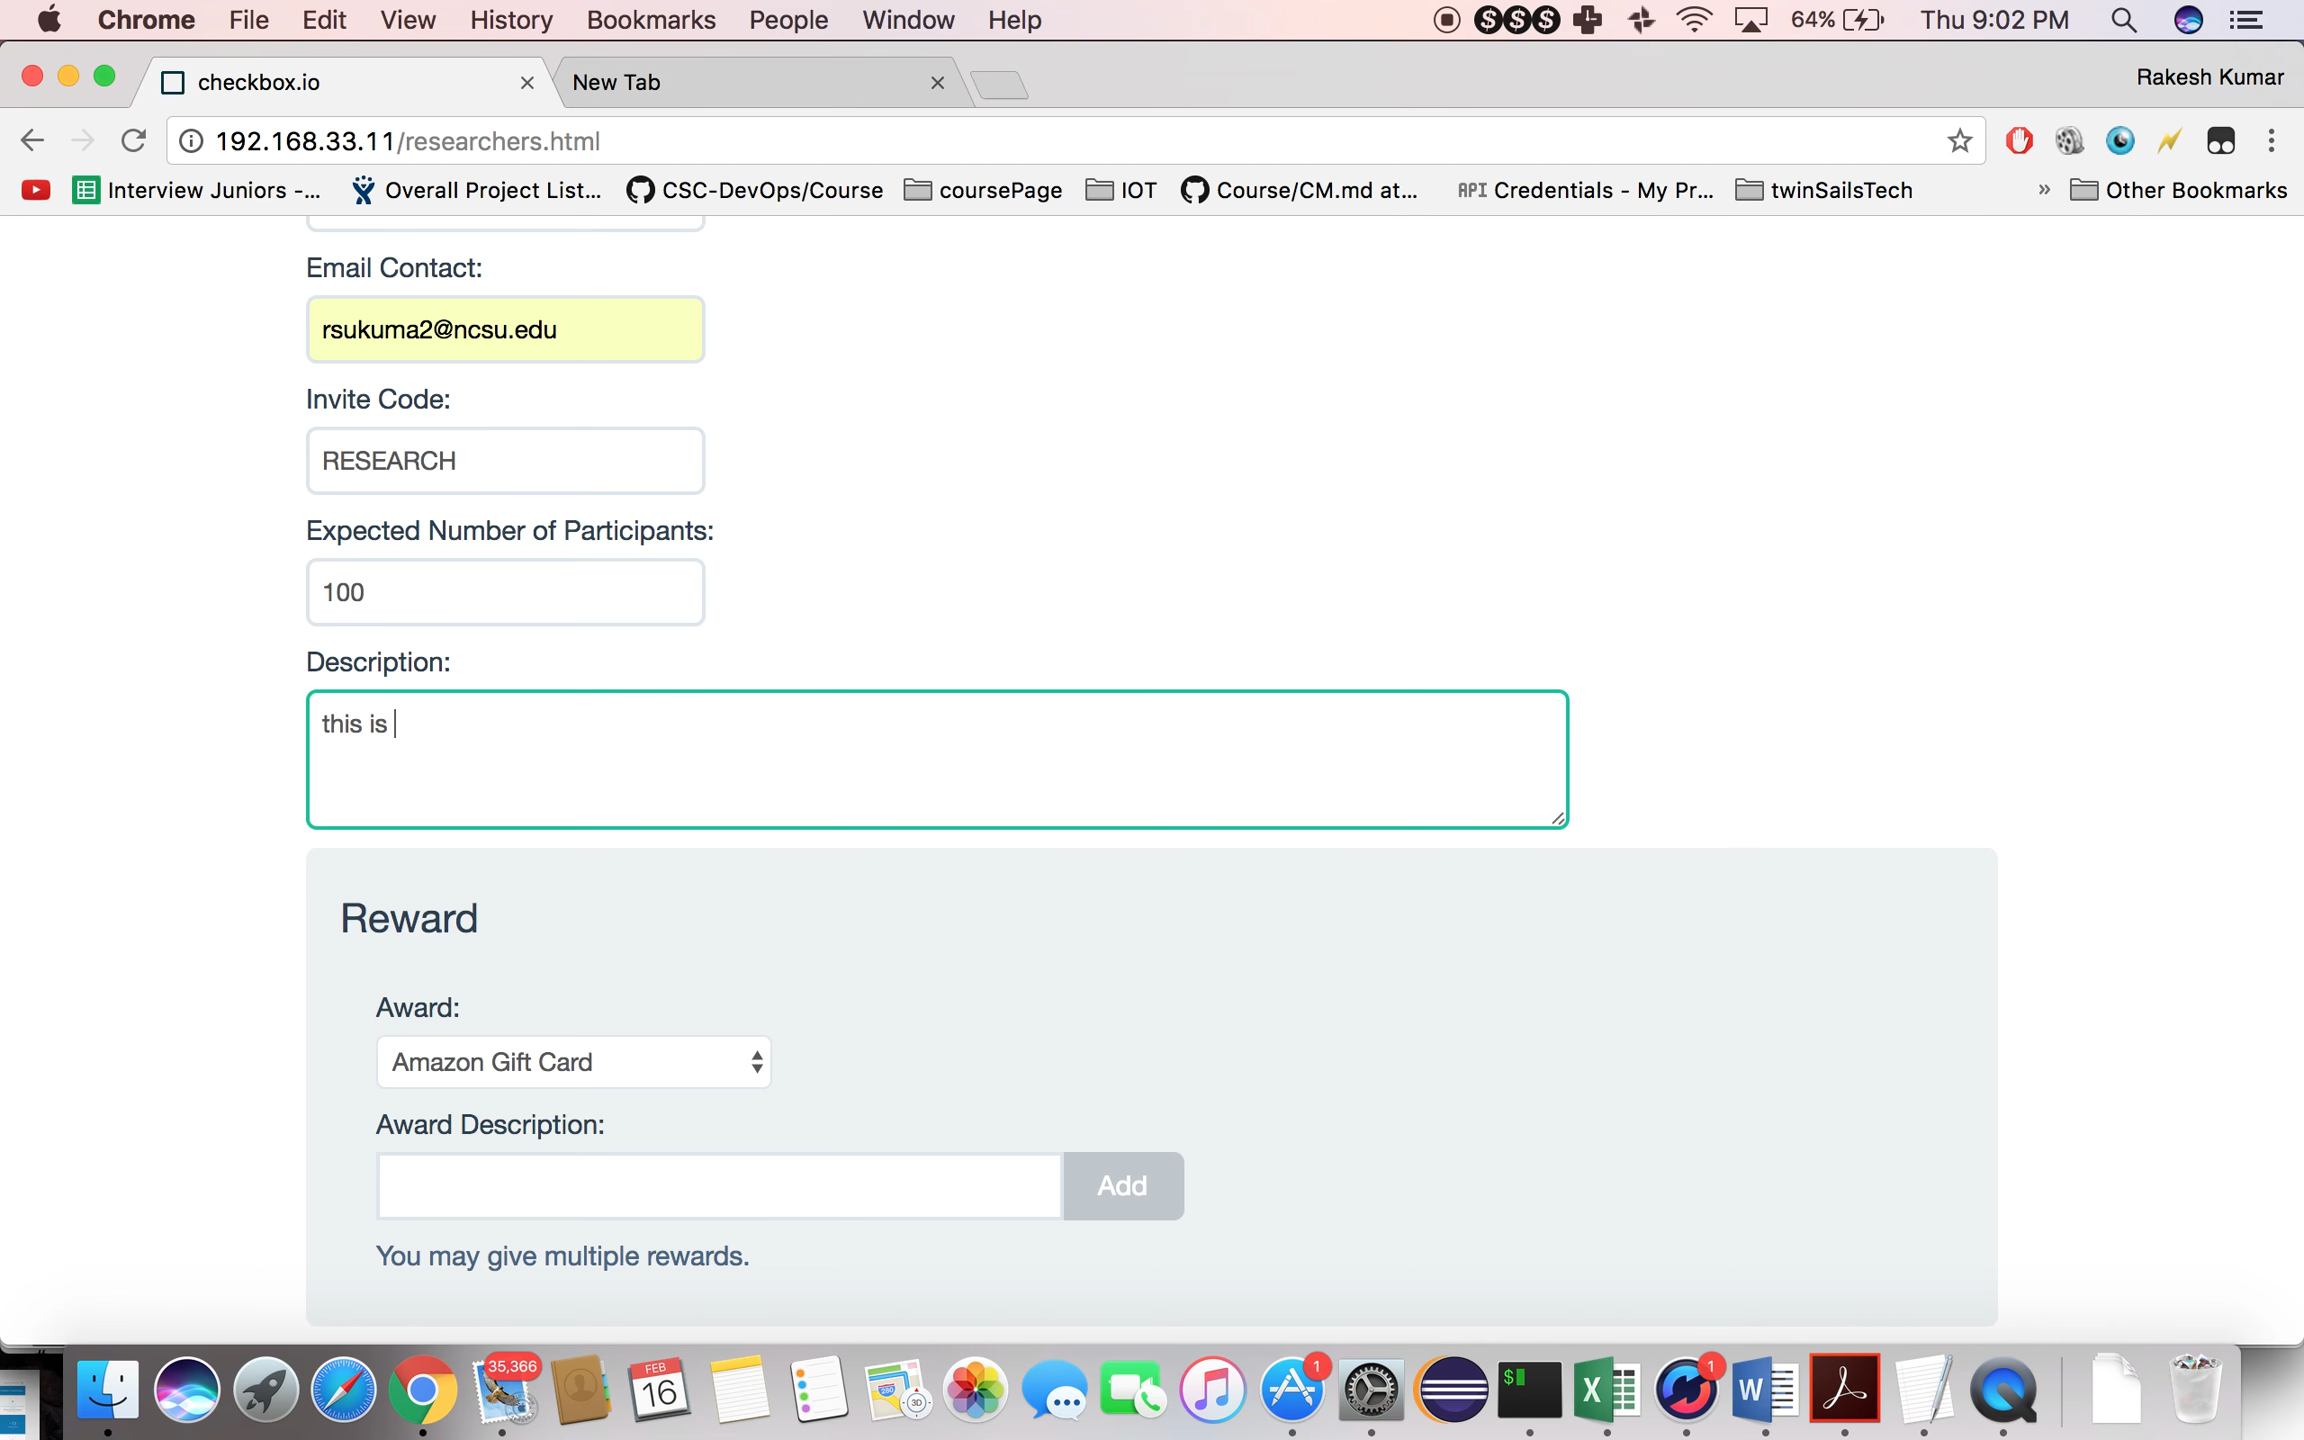 Chrome File Edit View History Bookmarks People Window Help 64% Thu 9:02 PM
checkbox.io New Tab Rakesh Kumar
192.168.33.11/researchers.html
Interview Juniors -... Overall Project List... CSC-DevOps/Course coursePage IOT Course/CM.md at... API Credentials - My Pr... twinSailsTech » Other Bookmarks
Email Contact:
rsukuma2@ncsu.edu
Invite Code:
RESEARCH
Expected Number of Participants:
100
Description:
this is
Reward
Award:
Amazon Gift Card
Award Description:
Add
You may give multiple rewards.
35,366 FEB 16 280 3D 1 $ X 1 W